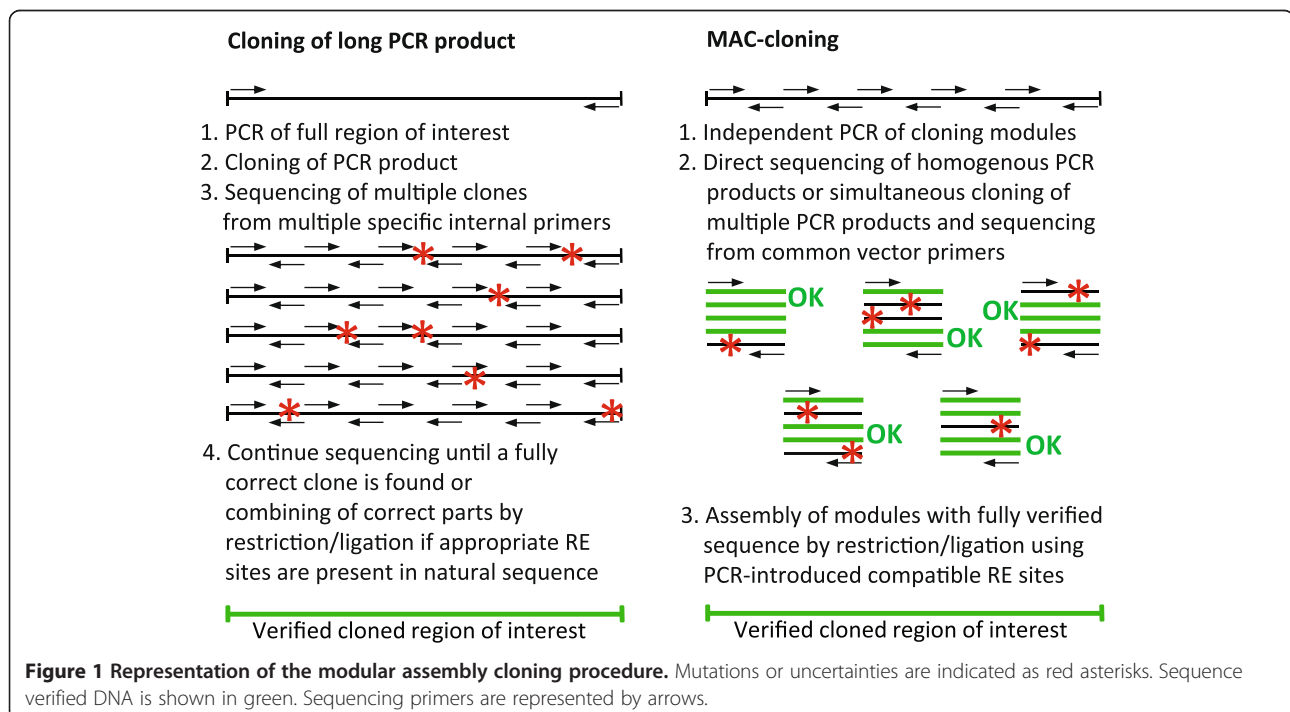 Cloning of long PCR product
1. PCR of full region of interest
2. Cloning of PCR product
3. Sequencing of multiple clones
from multiple specific internal primers
4. Continue sequencing until a fully
correct clone is found or
combining of correct parts by
restriction/ligation if appropriate RE
sites are present in natural sequence
Verified cloned region of interest
MAC-cloning
1. Independent PCR of cloning modules
2. Direct sequencing of homogenous PCR
products or simultaneous cloning of
multiple PCR products and sequencing
from common vector primers
OK
OK
OK
OK
OK
3. Assembly of modules with fully verified
sequence by restriction/ligation using
PCR-introduced compatible RE sites
Verified cloned region of interest
Figure 1 Representation of the modular assembly cloning procedure. Mutations or uncertainties are indicated as red asterisks. Sequence
verified DNA is shown in green. Sequencing primers are represented by arrows.